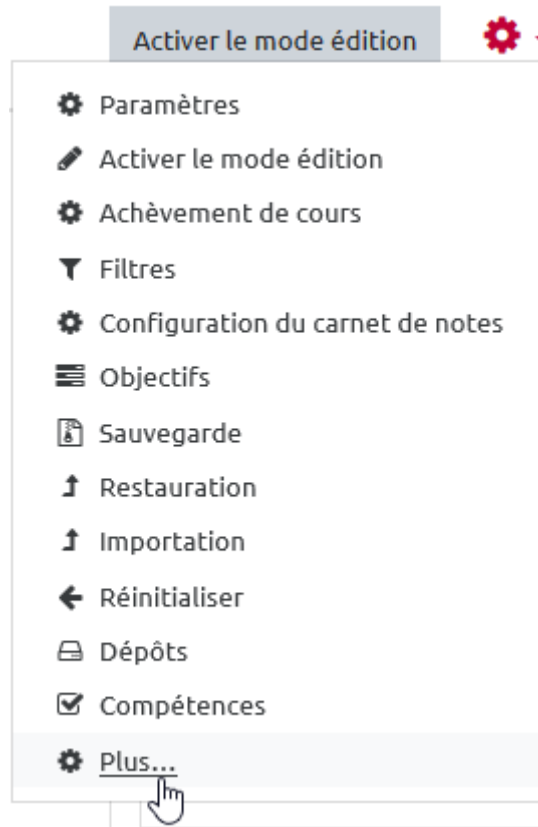 Activer le mode édition
Paramètres
Activer le mode édition
Achèvement de cours
Filtres
Configuration du carnet de notes
Objectifs
Sauvegarde
Restauration
Importation
Réinitialiser
Dépôts
Compétences
Plus...